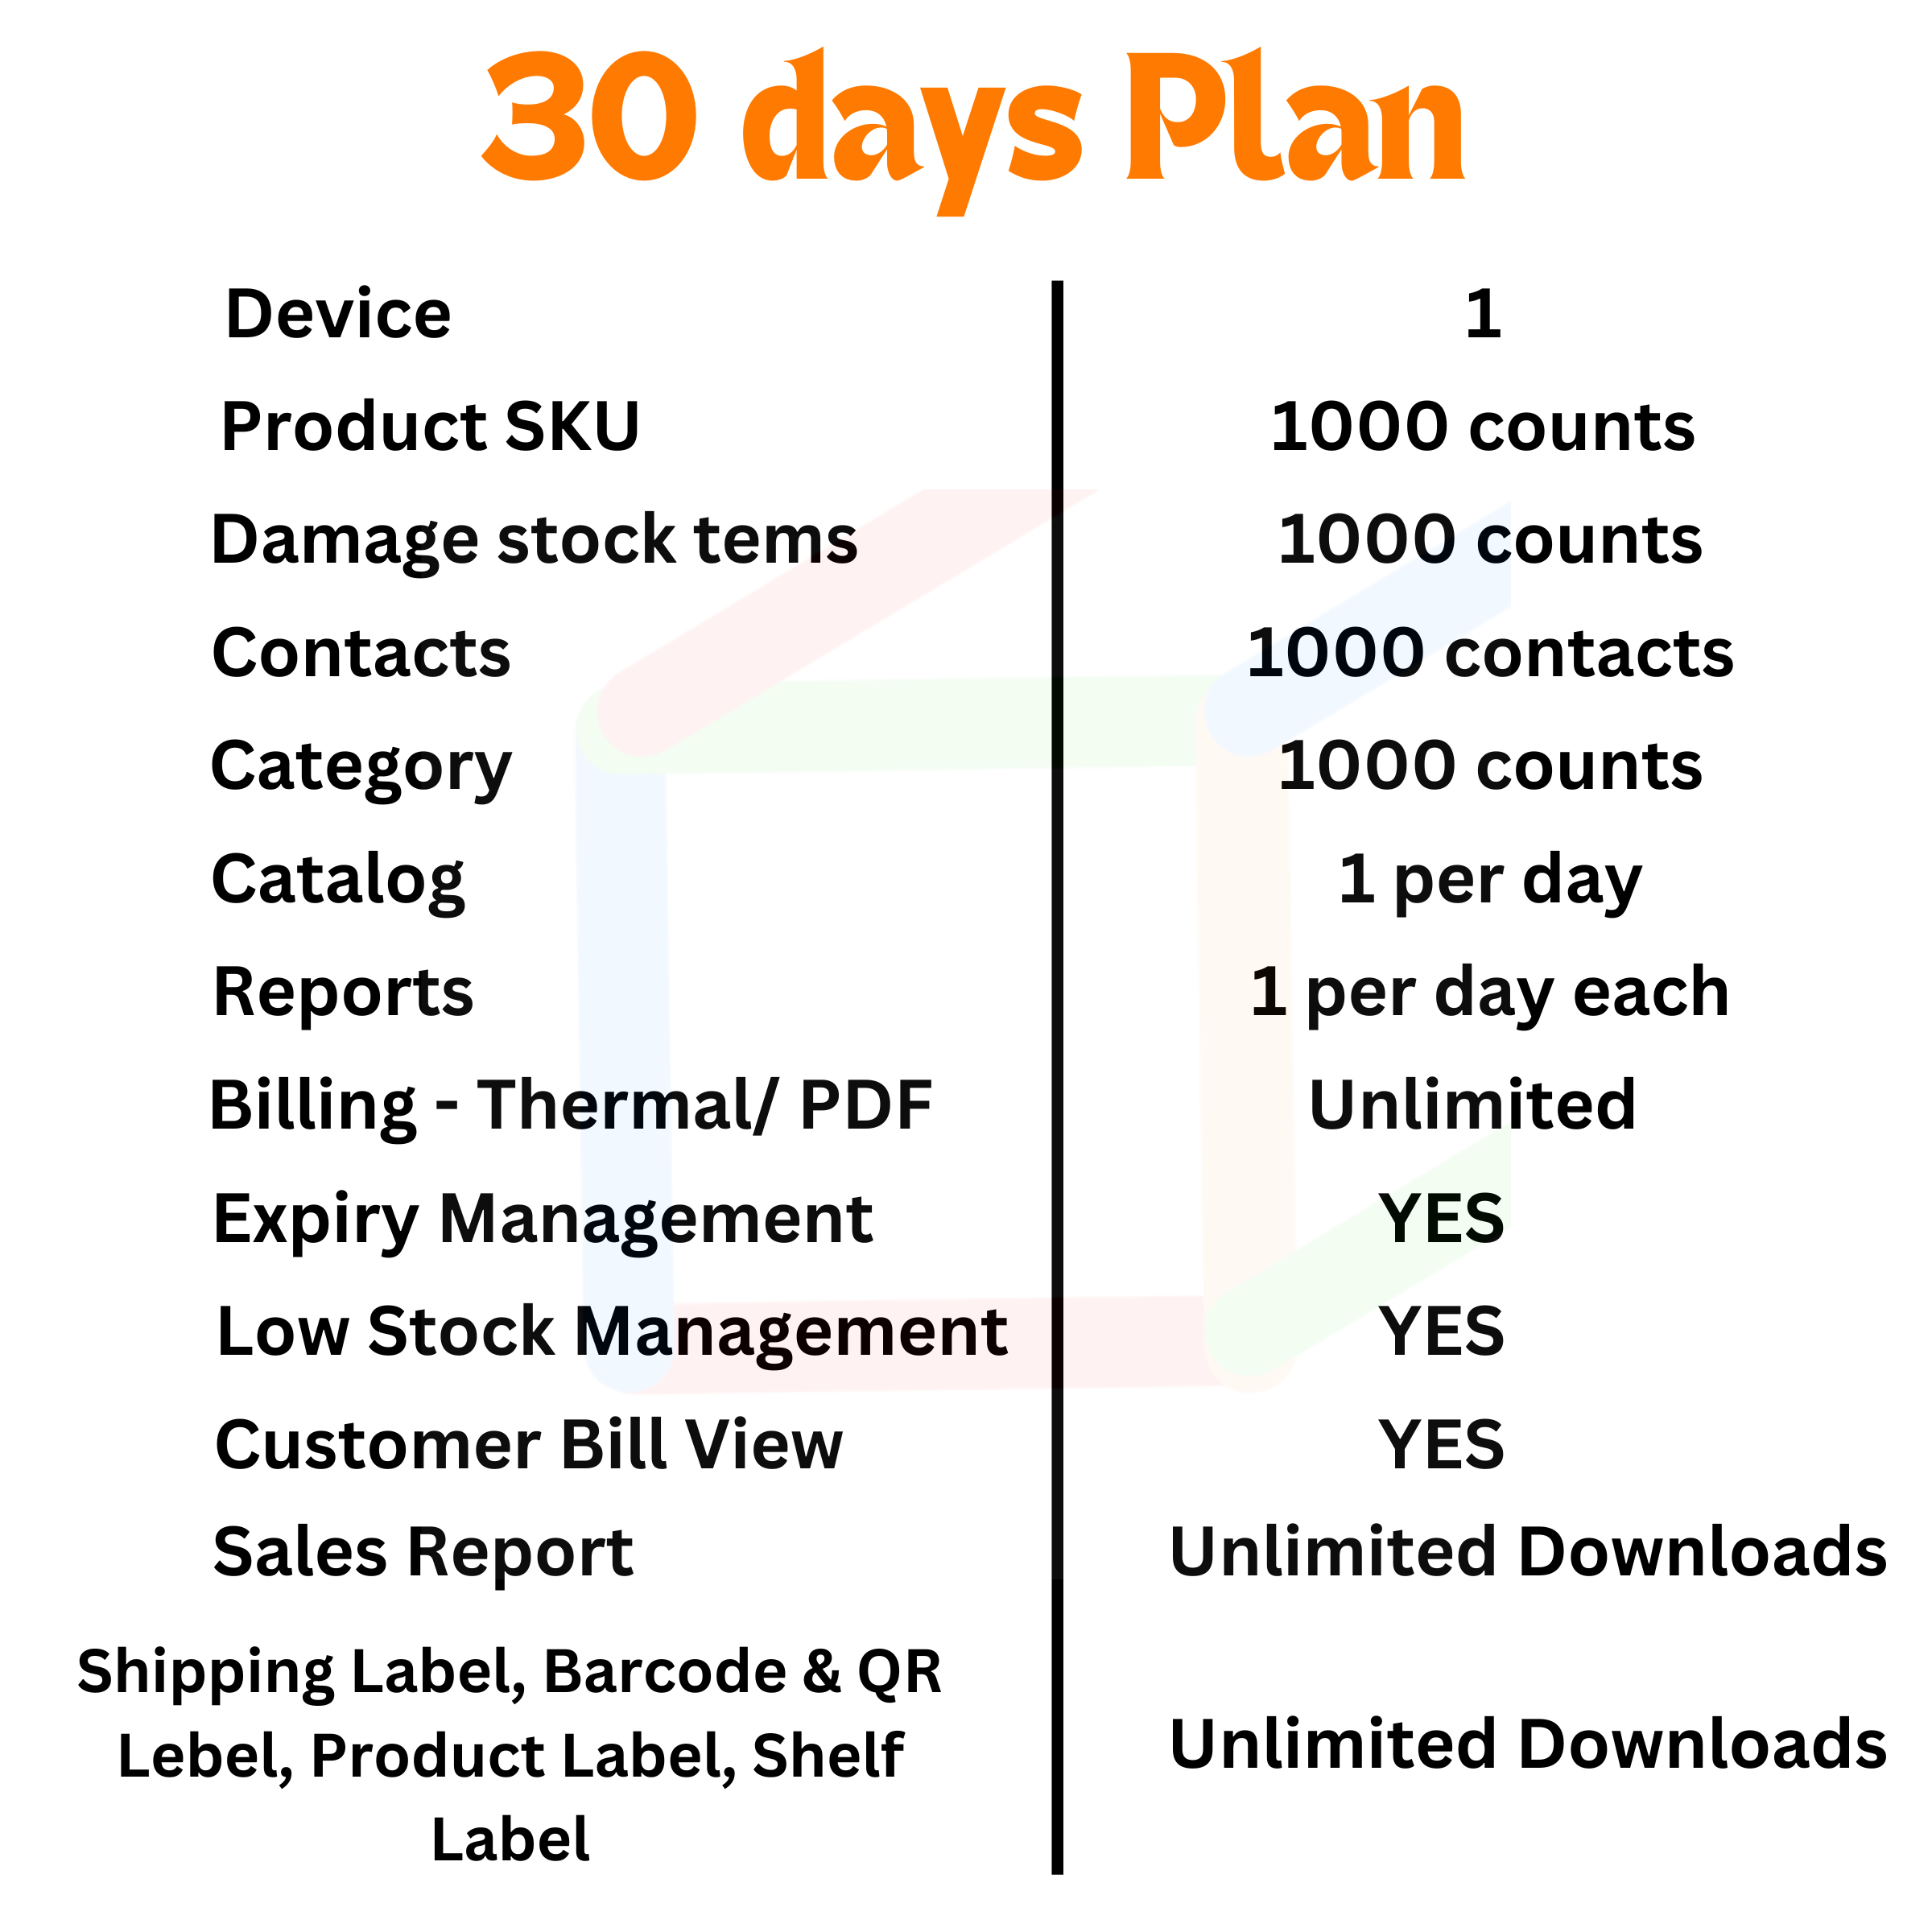 30 days Plan
Device 1
Product SKU 1000 counts
Damage stock tems 1000 counts
Contacts 1000 contacts
Category 1000 counts
Catalog 1 per day
Reports 1 per day each
Billing - Thermal/ PDF Unlimited
Expiry Management YES
Low Stock Management YES
Customer Bill View YES
Sales Report Unlimited Downloads
Shipping Label, Barcode & QR
Lebel, Product Label, Shelf
Label
Unlimited Downloads